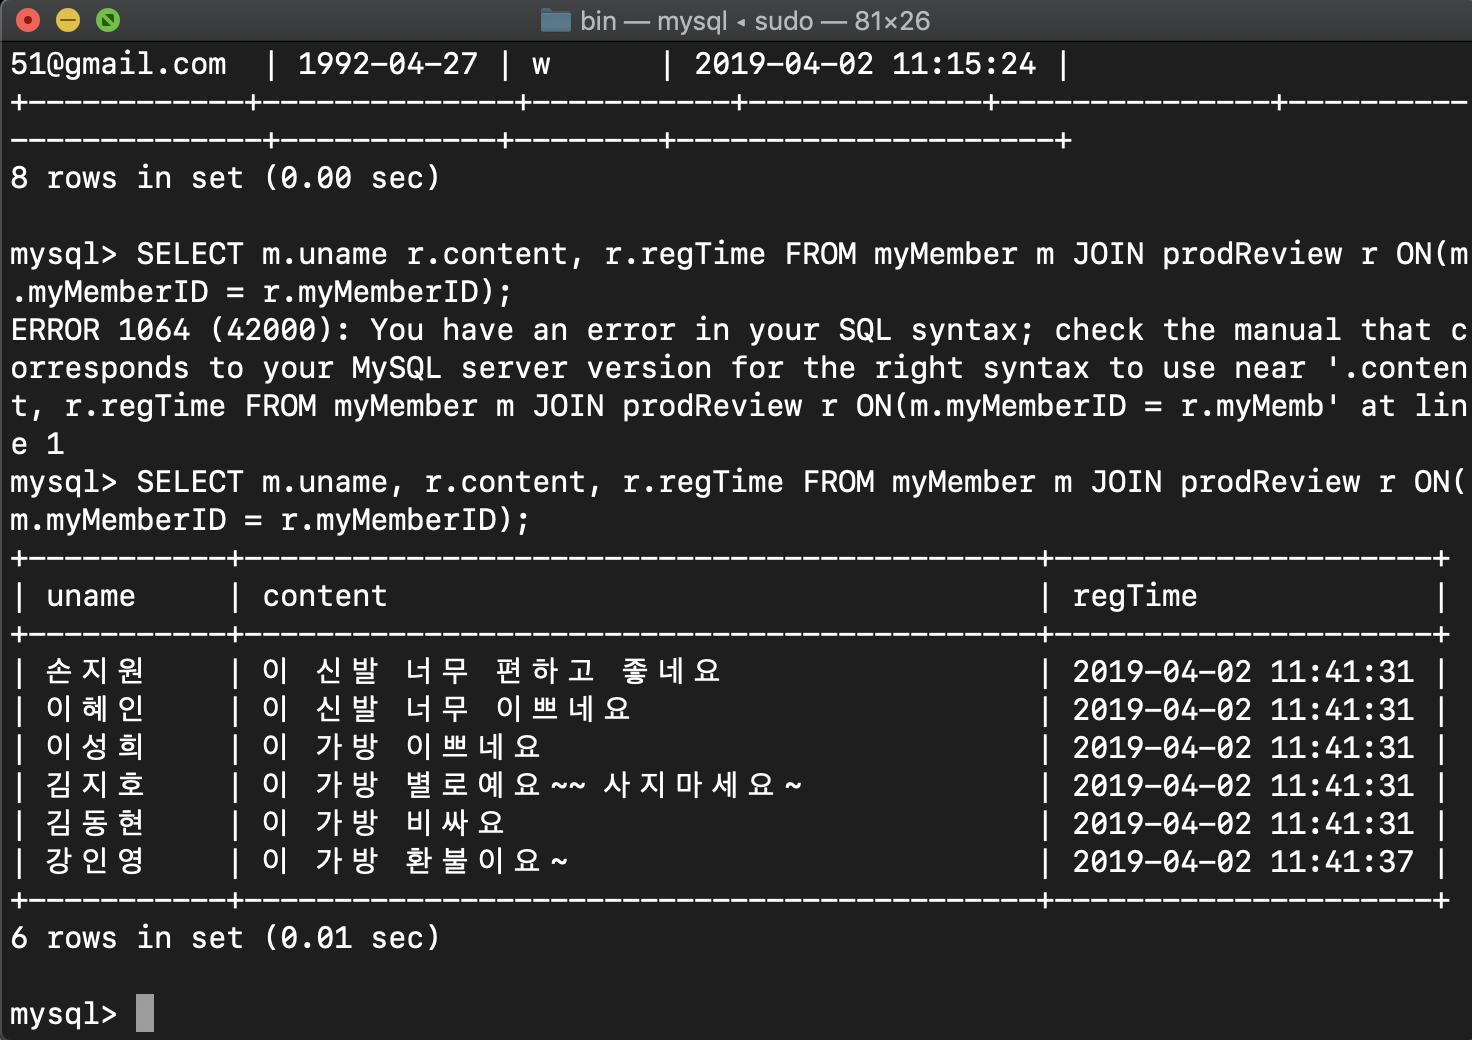 bin — mysql ◂ sudo — 81×26
51@gmail.com  | 1992-04-27 | w      | 2019-04-02 11:15:24 |
+------------+--------------+-----------+-------------+---------------+----------
--------------+------------+--------+---------------------+
8 rows in set (0.00 sec)
mysql> SELECT m.uname r.content, r.regTime FROM myMember m JOIN prodReview r ON(m
.myMemberID = r.myMemberID);
ERROR 1064 (42000): You have an error in your SQL syntax; check the manual that c
orresponds to your MySQL server version for the right syntax to use near '.conten
t, r.regTime FROM myMember m JOIN prodReview r ON(m.myMemberID = r.myMemb' at lin
e 1
mysql> SELECT m.uname, r.content, r.regTime FROM myMember m JOIN prodReview r ON(
m.myMemberID = r.myMemberID);
+-----------+--------------------------------------------+---------------------+
| uname     | content                                    | regTime             |
+-----------+--------------------------------------------+---------------------+
| 손지원     | 이 신발 너무 편하고 좋네요                  | 2019-04-02 11:41:31 |
| 이혜인     | 이 신발 너무 이쁘네요                       | 2019-04-02 11:41:31 |
| 이성희     | 이 가방 이쁘네요                            | 2019-04-02 11:41:31 |
| 김지호     | 이 가방 별로예요~~ 사지마세요~              | 2019-04-02 11:41:31 |
| 김동현     | 이 가방 비싸요                              | 2019-04-02 11:41:31 |
| 강인영     | 이 가방 환불이요~                           | 2019-04-02 11:41:37 |
+-----------+--------------------------------------------+---------------------+
6 rows in set (0.01 sec)
mysql>